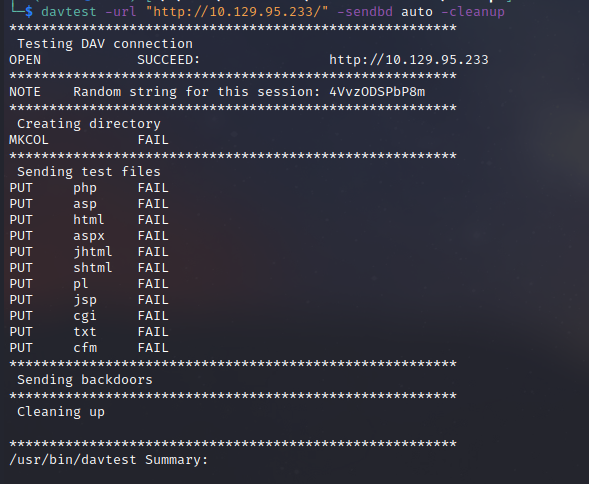 └─$ davtest -url "http://10.129.95.233/" -sendbd auto -cleanup
********************************************************
Testing DAV connection
OPEN SUCCEED: http://10.129.95.233
********************************************************
NOTE Random string for this session: 4VvzODSPbP8m
********************************************************
Creating directory
MKCOL FAIL
********************************************************
Sending test files
PUT php FAIL
PUT asp FAIL
PUT html FAIL
PUT aspx FAIL
PUT jhtml FAIL
PUT shtml FAIL
PUT pl FAIL
PUT jsp FAIL
PUT cgi FAIL
PUT txt FAIL
PUT cfm FAIL
********************************************************
Sending backdoors
********************************************************
Cleaning up
********************************************************
/usr/bin/davtest Summary: